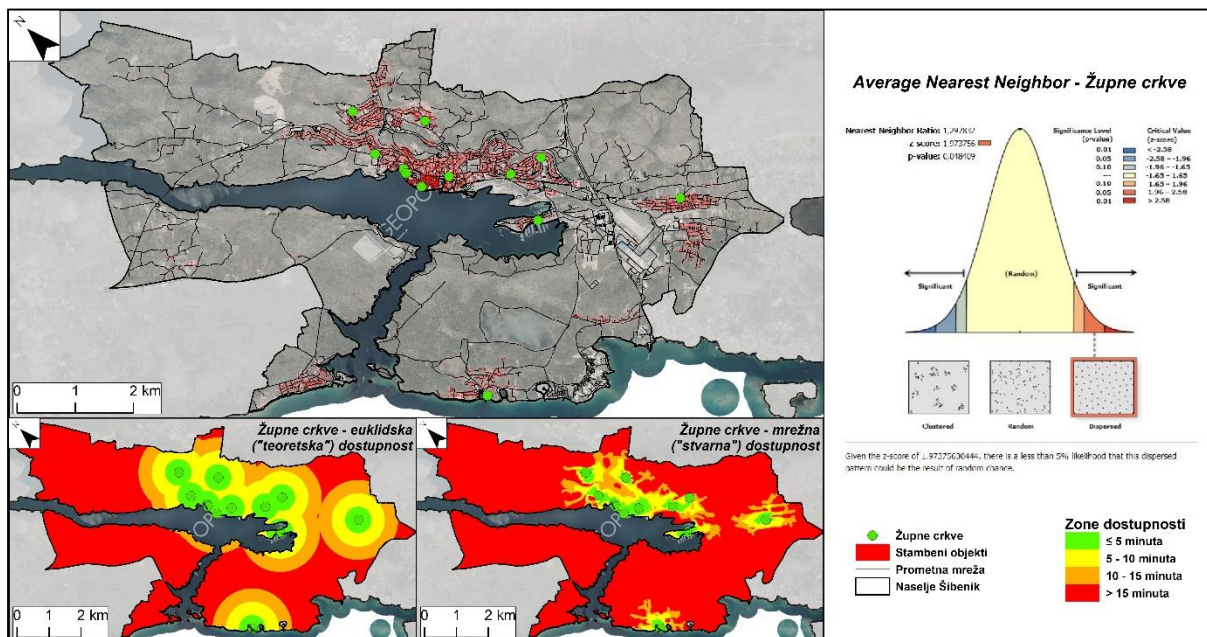 N
GEOPO
0 1 2 km
Average Nearest Neighbor - Župne crkve
Nearest Neighbor Ratio: 1,297832
z-score: 1,973756
p-value: 0,048409
Significance Level
(p-value)
0.01
0.05
0.10
---
0.10
0.05
0.01
Critical Value
(z-score)
< -2.58
-2.58 - -1.96
-1.96 - -1.65
-1.65 - 1.65
1.65 - 1.96
1.96 - 2.58
> 2.58
(Random)
Significant
Significant
Clustered
Random
Dispersed
Given the z-score of 1.97375630444, there is a less than 5% likelihood that this dispersed
pattern could be the result of random chance.
N
Župne crkve - euklidska
("teoretska") dostupnost
0 1 2 km
N
Župne crkve - mrežna
("stvarna") dostupnost
0 1 2 km
Župne crkve
Stambeni objekti
Prometna mreža
Naselje Šibenik
Zone dostupnosti
≤ 5 minuta
5 - 10 minuta
10 - 15 minuta
> 15 minuta